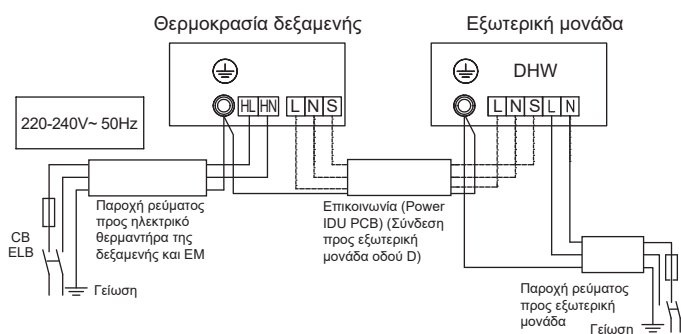 Θερμοκρασία δεξαμενής
Εξωτερική μονάδα
DHW
HL HN L N S
L N S L N
220-240V~ 50Hz
Παροχή ρεύματος
προς ηλεκτρικό
θερμαντήρα της
δεξαμενής και EM
Επικοινωνία (Power
IDU PCB) (Σύνδεση
προς εξωτερική
μονάδα οδού D)
CB
ELB
Γείωση
Παροχή ρεύματος
προς εξωτερική
μονάδα
Γείωση